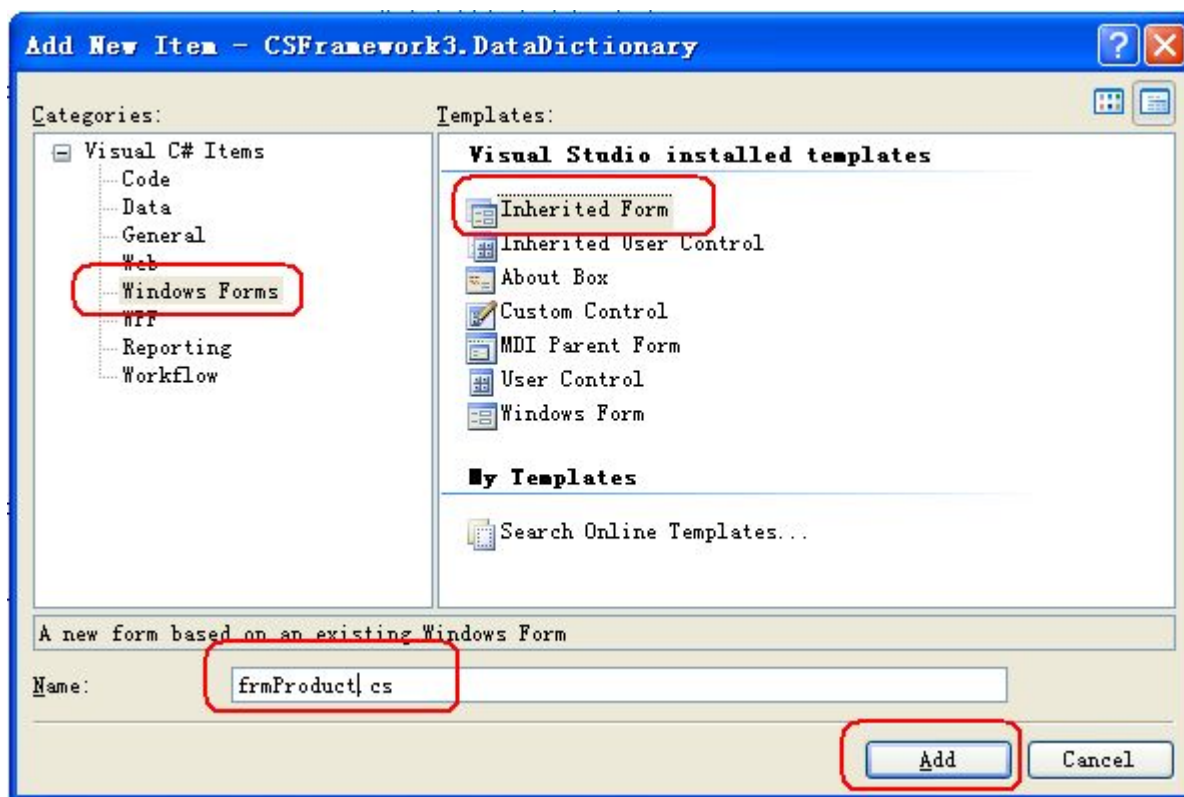 Add New Item - CSFramework3.DataDictionary
Categories:
Templates:
Visual C# Items
Code
Data
General
Web
Windows Forms
WPF
Reporting
Workflow
Visual Studio installed templates
Inherited Form
Inherited User Control
About Box
Custom Control
MDI Parent Form
User Control
Windows Form
My Templates
Search Online Templates...
A new form based on an existing Windows Form
Name:
frmProduct.cs
Add
Cancel